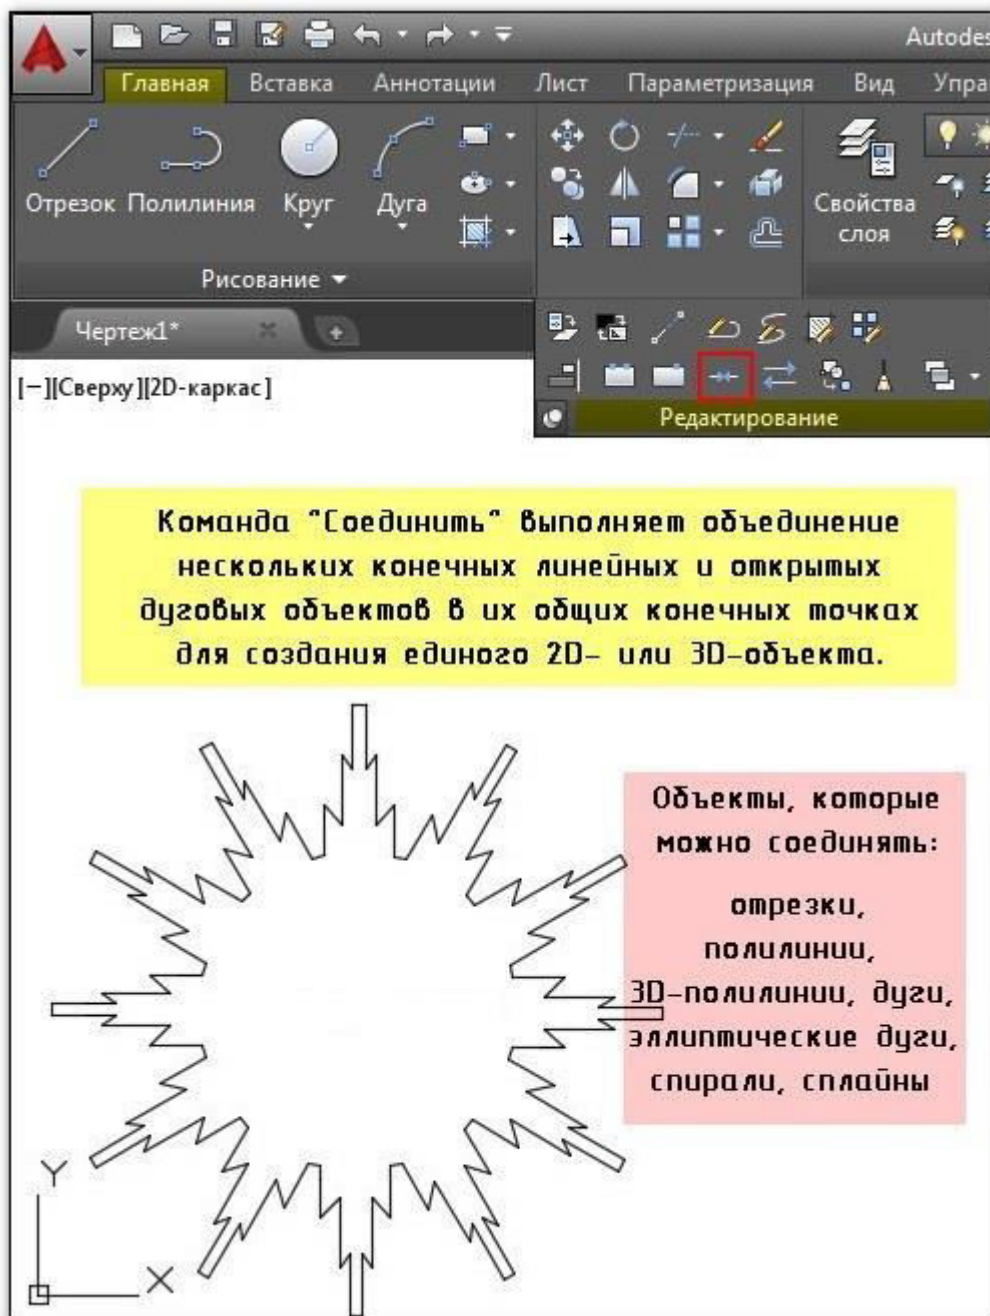 Autodes
Главная Вставка Аннотации Лист Параметризация Вид Упра
Отрезок Полилиния Круг Дуга
Свойства
слоя
Рисование
Чертеж1*
[−][Сверху][2D-каркас]
Редактирование
Команда "Соединить" выполняет объединение
нескольких конечных линейных и открытых
дуговых объектов в их общих конечных точках
для создания единого 2D- или 3D-объекта.
Объекты, которые
можно соединять:
отрезки,
полилинии,
3D-полилинии, дуги,
эллиптические дуги,
спирали, сплайны
Y
X